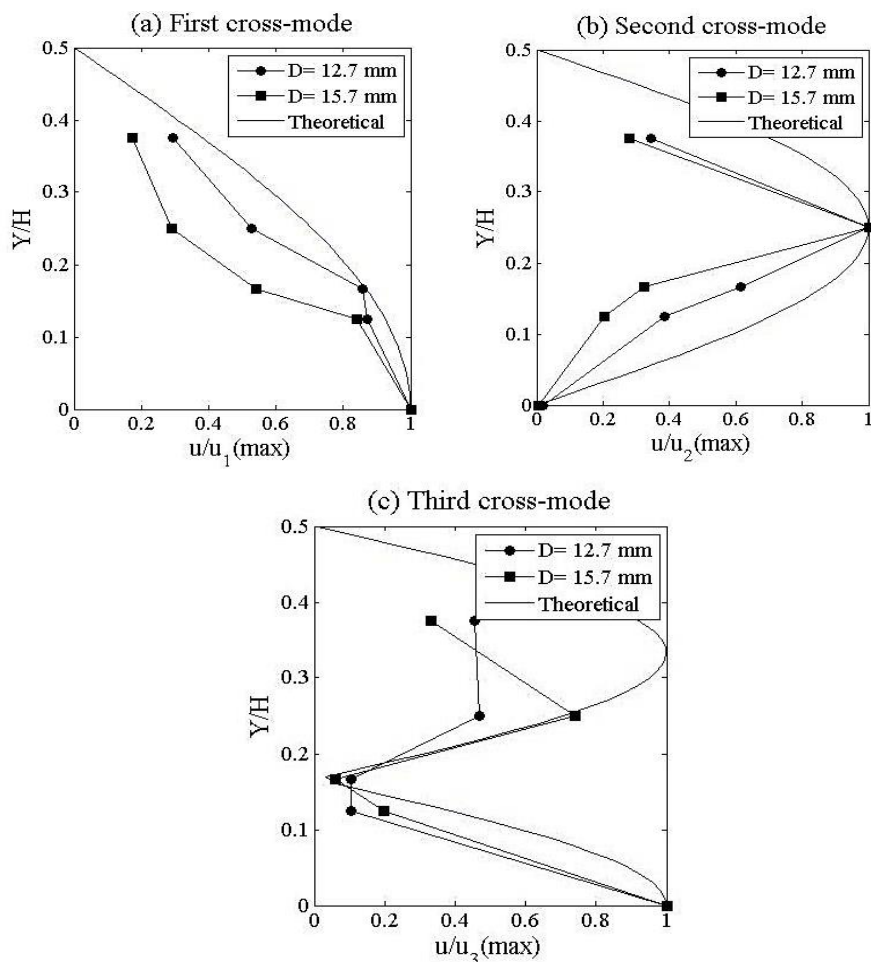 (a) First cross-mode
0.5
0.4
0.3
0.2
0.1
0
Y/H
D= 12.7 mm
D= 15.7 mm
Theoretical
0 0.2 0.4 0.6 0.8 1
u/u1(max)
(b) Second cross-mode
0.5
0.4
0.3
0.2
0.1
0
Y/H
D= 12.7 mm
D= 15.7 mm
Theoretical
0 0.2 0.4 0.6 0.8 1
u/u2(max)
(c) Third cross-mode
0.5
0.4
0.3
0.2
0.1
0
Y/H
D= 12.7 mm
D= 15.7 mm
Theoretical
0 0.2 0.4 0.6 0.8 1
u/u3(max)